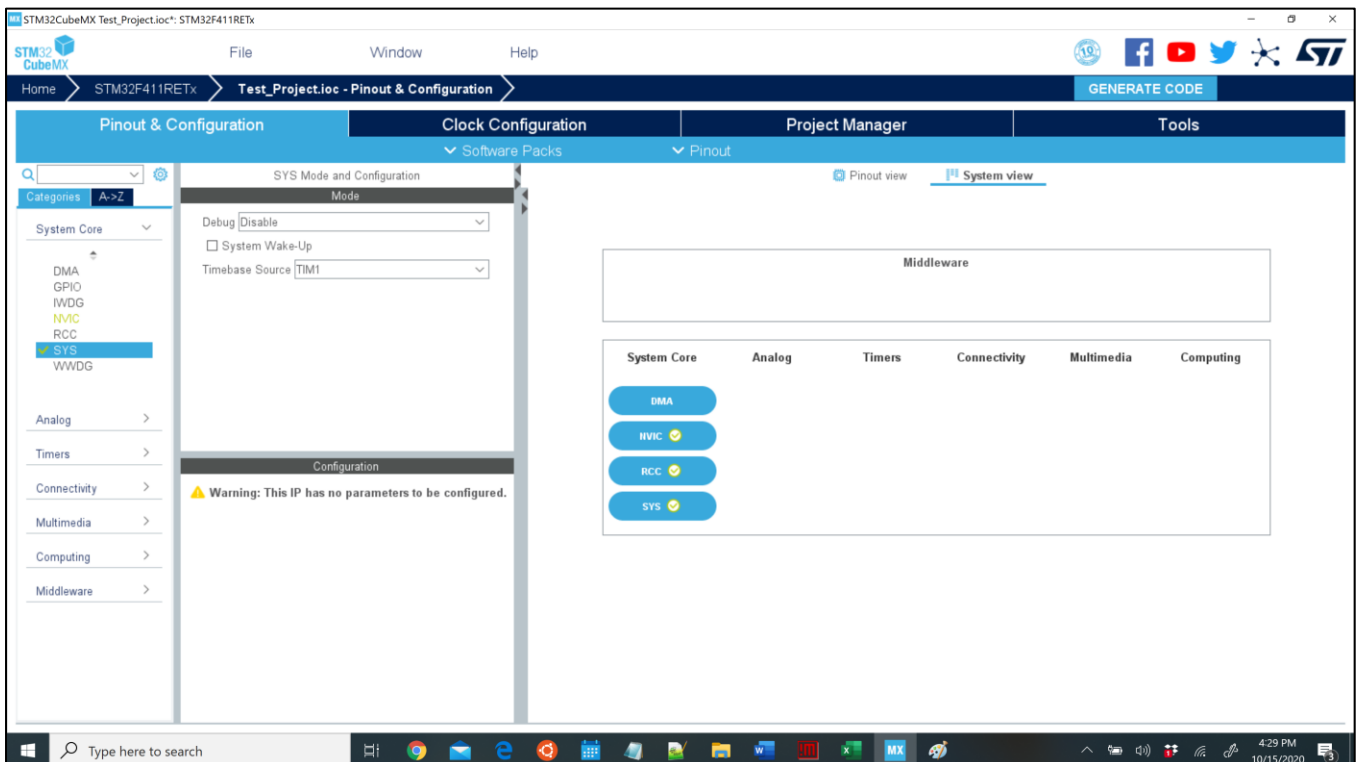 MX STM32CubeMX Test_Project.ioc*: STM32F411RETx
STM32 CubeMX File Window Help 10
Home STM32F411RETx Test_Project.ioc - Pinout & Configuration GENERATE CODE
Pinout & Configuration Clock Configuration Project Manager Tools
Software Packs Pinout
SYS Mode and Configuration Pinout view System view
Categories A->Z Mode
System Core Debug Disable
System Wake-Up
Timebase Source TIM1
DMA
GPIO
IWDG
NVIC
RCC
SYS
WWDG
Analog
Timers
Connectivity
Multimedia
Computing
Middleware
Configuration
Warning: This IP has no parameters to be configured.
Middleware
System Core Analog Timers Connectivity Multimedia Computing
DMA
NVIC
RCC
SYS
Type here to search MX 4:29 PM
10/15/2020 3